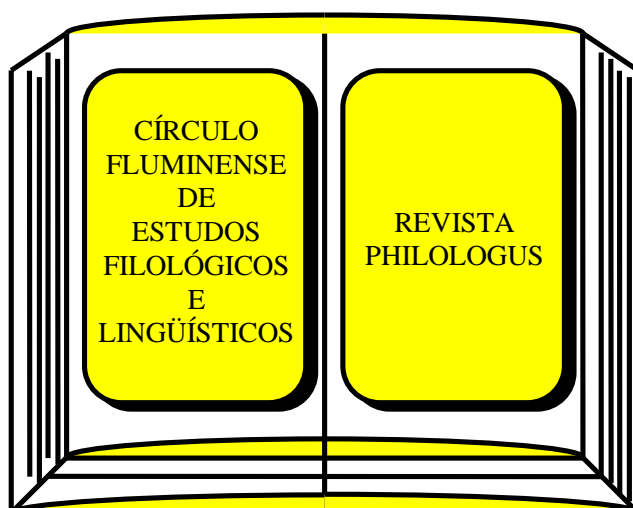 CÍRCULO
FLUMINENSE
DE
ESTUDOS
FILOLÓGICOS
E
LINGÜÍSTICOS
REVISTA
PHILOLOGUS